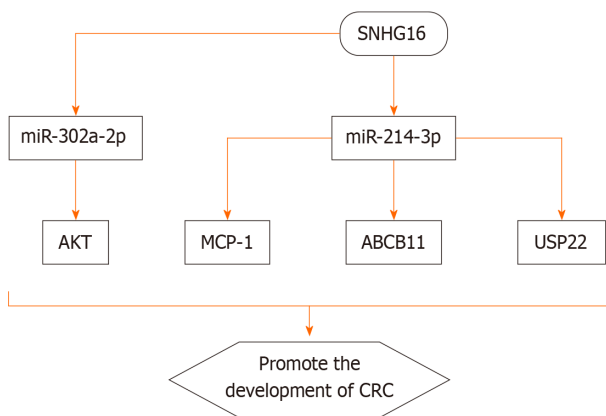 SNHG16
miR-302a-2p
miR-214-3p
AKT
MCP-1
ABCB11
USP22
Promote the
development of CRC